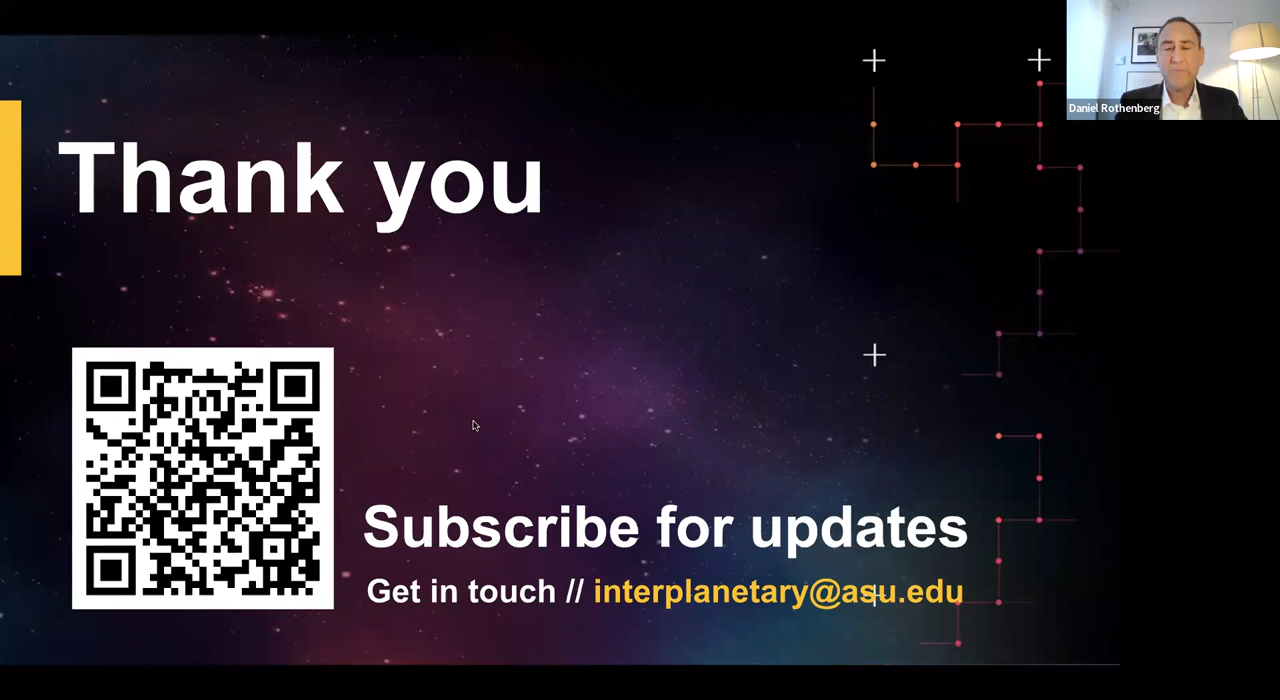 Daniel Rothenberg
Thank you
Subscribe for updates
Get in touch // interplanetary@asu.edu